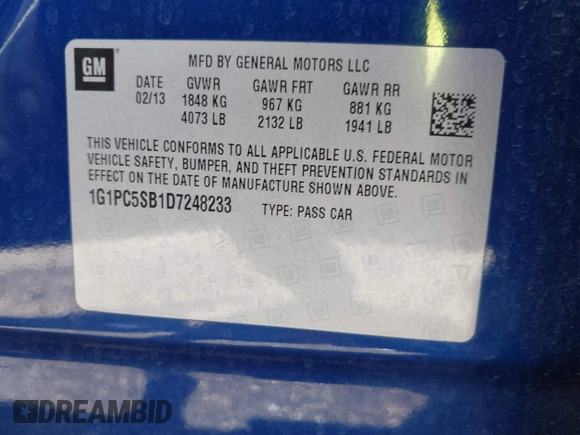 GM
MFD BY GENERAL MOTORS LLC
DATE GVWR GAWR FRT GAWR RR
02/13 1848 KG 967 KG 881 KG
4073 LB 2132 LB 1941 LB
THIS VEHICLE CONFORMS TO ALL APPLICABLE U.S. FEDERAL MOTOR
VEHICLE SAFETY, BUMPER, AND THEFT PREVENTION STANDARDS IN
EFFECT ON THE DATE OF MANUFACTURE SHOWN ABOVE.
1G1PC5SB1D7248233 TYPE: PASS CAR
DREAMBID